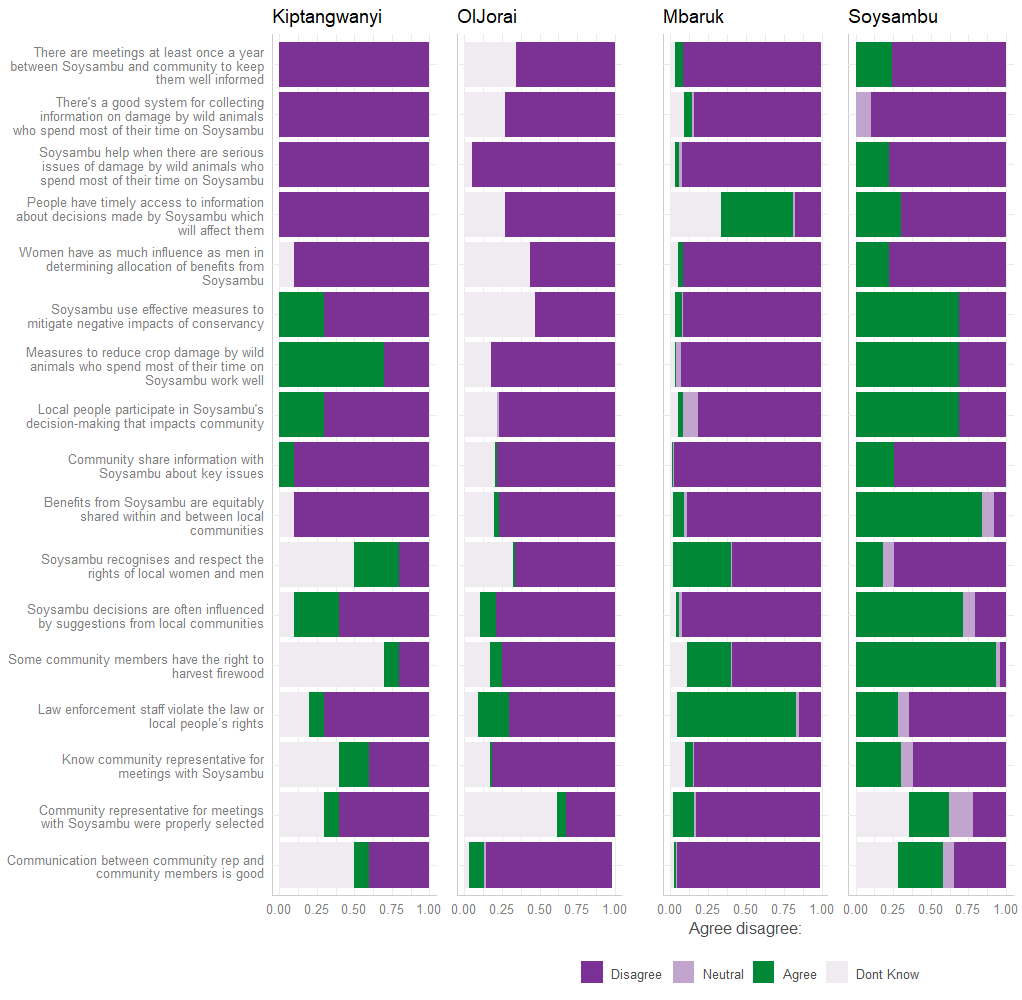 Kiptangwanyi OlJorai Mbaruk Soysambu
There are meetings at least once a year
between Soysambu and community to keep
them well informed
There's a good system for collecting
information on damage by wild animals
who spend most of their time on Soysambu
Soysambu help when there are serious
issues of damage by wild animals who
spend most of their time on Soysambu
People have timely access to information
about decisions made by Soysambu which
will affect them
Women have as much influence as men in
determining allocation of benefits from
Soysambu
Soysambu use effective measures to
mitigate negative impacts of conservancy
Measures to reduce crop damage by wild
animals who spend most of their time on
Soysambu work well
Local people participate in Soysambu's
decision-making that impacts community
Community share information with
Soysambu about key issues
Benefits from Soysambu are equitably
shared within and between local
communities
Soysambu recognises and respect the
rights of local women and men
Soysambu decisions are often influenced
by suggestions from local communities
Some community members have the right to
harvest firewood
Law enforcement staff violate the law or
local people's rights
Know community representative for
meetings with Soysambu
Community representative for meetings
with Soysambu were properly selected
Communication between community rep and
community members is good
0.00 0.25 0.50 0.75 1.00 0.00 0.25 0.50 0.75 1.00 0.00 0.25 0.50 0.75 1.00 0.00 0.25 0.50 0.75 1.00
Agree disagree:
Disagree Neutral Agree Dont Know